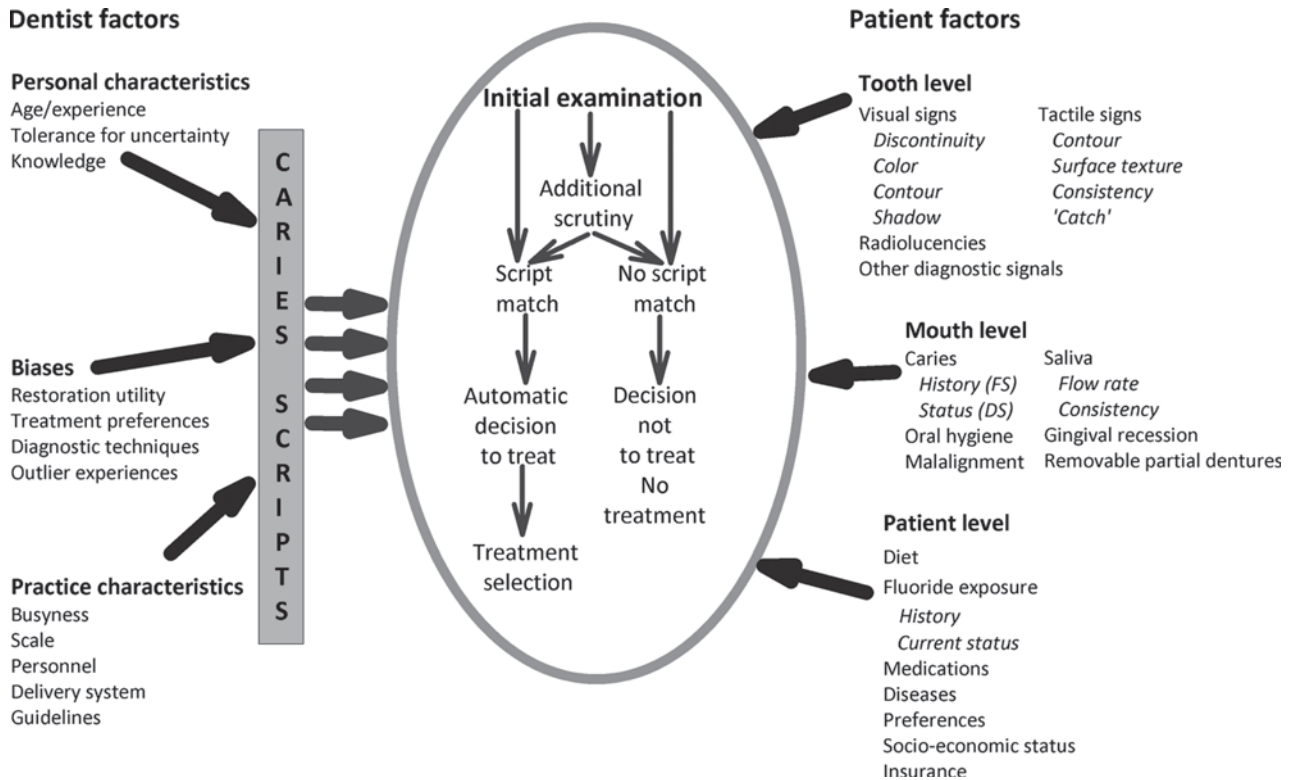 Dentist factors
Personal characteristics
Age/experience
Tolerance for uncertainty
Knowledge
Biases
Restoration utility
Treatment preferences
Diagnostic techniques
Outlier experiences
Practice characteristics
Busyness
Scale
Personnel
Delivery system
Guidelines
CARIES SCRIPTS
Initial examination
Additional
scrutiny
Script
match
No script
match
Automatic
decision
to treat
Decision
not
to treat
No
treatment
Treatment
selection
Patient factors
Tooth level
Visual signs
Discontinuity
Color
Contour
Shadow
Tactile signs
Contour
Surface texture
Consistency
'Catch'
Radiolucencies
Other diagnostic signals
Mouth level
Caries
History (FS)
Status (DS)
Oral hygiene
Malalignment
Saliva
Flow rate
Consistency
Gingival recession
Removable partial dentures
Patient level
Diet
Fluoride exposure
History
Current status
Medications
Diseases
Preferences
Socio-economic status
Insurance